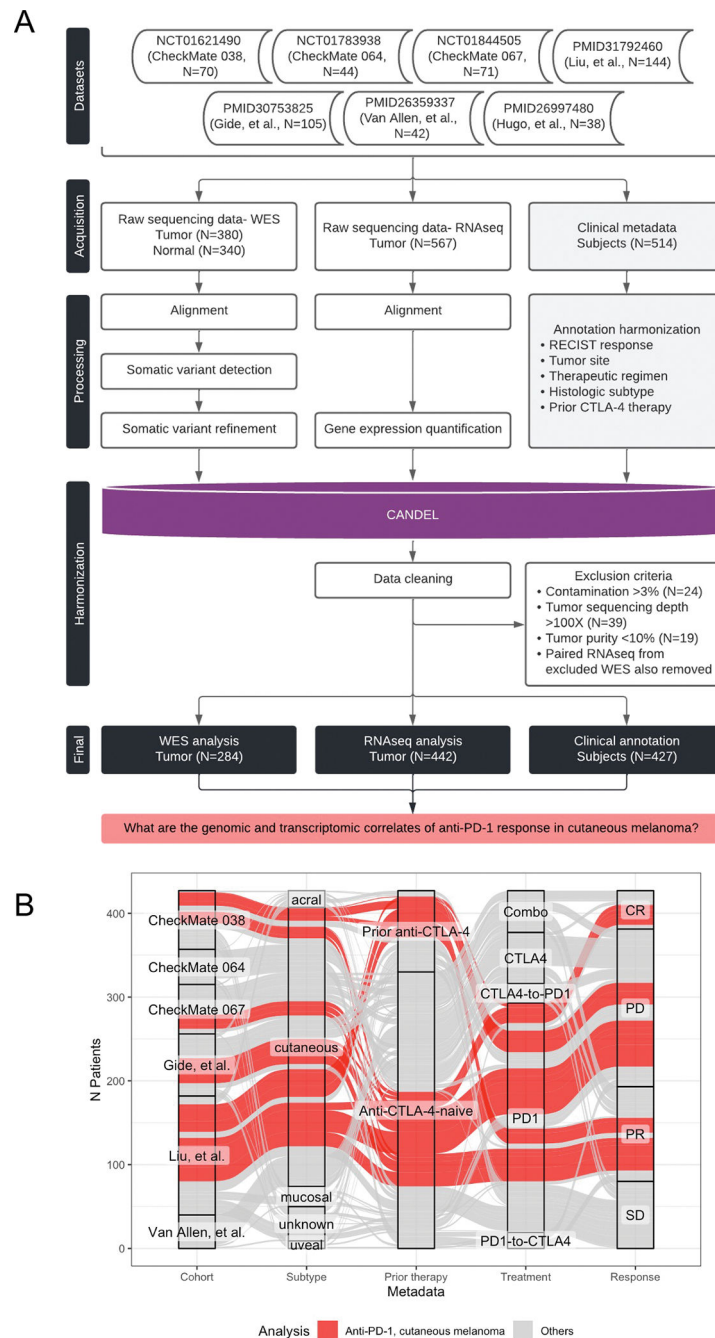 A
Datasets
NCT01621490
(CheckMate 038,
N=70)
NCT01783938
(CheckMate 064,
N=44)
NCT01844505
(CheckMate 067,
N=71)
PMID31792460
(Liu, et al., N=144)
PMID30753825
(Gide, et al., N=105)
PMID26359337
(Van Allen, et al.,
N=42)
PMID26997480
(Hugo, et al., N=38)
Acquisition
Raw sequencing data- WES
Tumor (N=380)
Normal (N=340)
Raw sequencing data- RNAseq
Tumor (N=567)
Clinical metadata
Subjects (N=514)
Processing
Alignment
Somatic variant detection
Somatic variant refinement
Alignment
Gene expression quantification
Annotation harmonization
• RECIST response
• Tumor site
• Therapeutic regimen
• Histologic subtype
• Prior CTLA-4 therapy
Harmonization
CANDEL
Data cleaning
Exclusion criteria
• Contamination >3% (N=24)
• Tumor sequencing depth
>100X (N=39)
• Tumor purity <10% (N=19)
• Paired RNAseq from
excluded WES also removed
Final
WES analysis
Tumor (N=284)
RNAseq analysis
Tumor (N=442)
Clinical annotation
Subjects (N=427)
What are the genomic and transcriptomic correlates of anti-PD-1 response in cutaneous melanoma?
B
N Patients
400
300
200
100
0
CheckMate 038
CheckMate 064
CheckMate 067
Gide, et al.
Liu, et al.
Van Allen, et al.
acral
cutaneous
mucosal
unknown
uveal
Prior anti-CTLA-4
Anti-CTLA-4-naive
Combo
CTLA4
CTLA4-to-PD1
PD1
PD1-to-CTLA4
CR
PD
PR
SD
Cohort
Subtype
Prior therapy
Treatment
Response
Metadata
Analysis
Anti-PD-1, cutaneous melanoma
Others